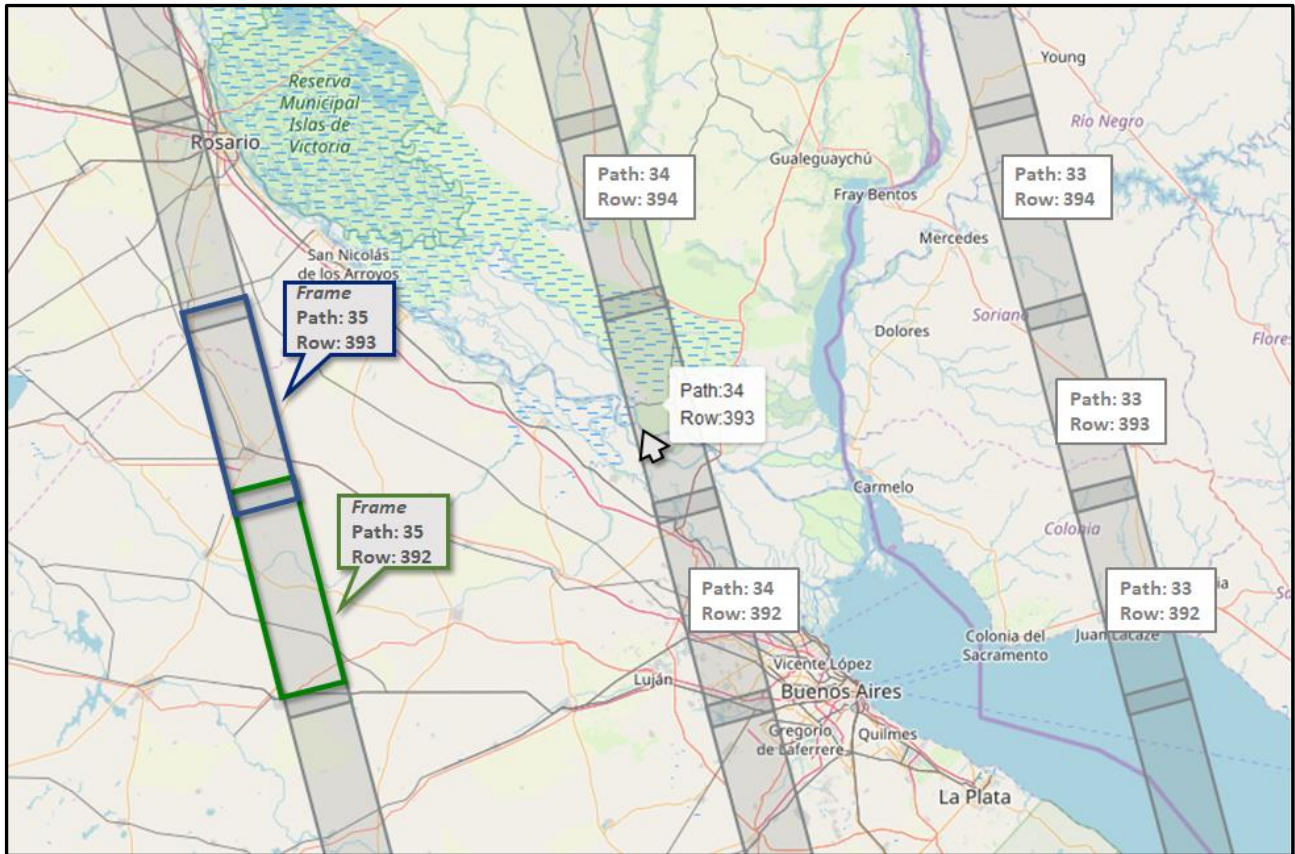 Young
Reserva
Municipal
Islas de
Victoria
Río Negro
Rosario
Gualeguaychú
Path: 34
Row: 394
Path: 33
Row: 394
Fray Bentos
Mercedes
San Nicolás
de los Arroyos
Frame
Path: 35
Row: 393
Soriano
Dolores
Flores
Path:34
Row:393
Path: 33
Row: 393
Carmelo
Colonia
Frame
Path: 35
Row: 392
Path: 34
Row: 392
Path: 33
Row: 392
Colonia del
Sacramento
Juan Lacaze
Vicente López
Luján
Buenos Aires
Gregorio
de Laferrere
Quilmes
La Plata